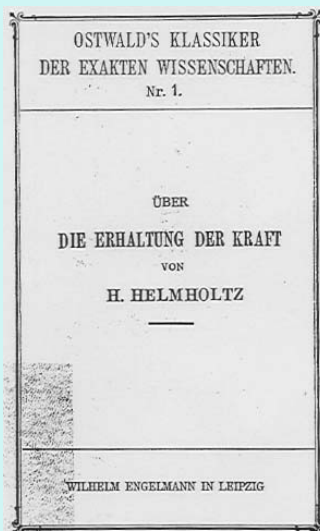 OSTWALD'S KLASSIKER
DER EXAKTEN WISSENSCHAFTEN.
Nr. 1.
ÜBER
DIE ERHALTUNG DER KRAFT
VON
H. HELMHOLTZ
WILHELM ENGELMANN IN LEIPZIG